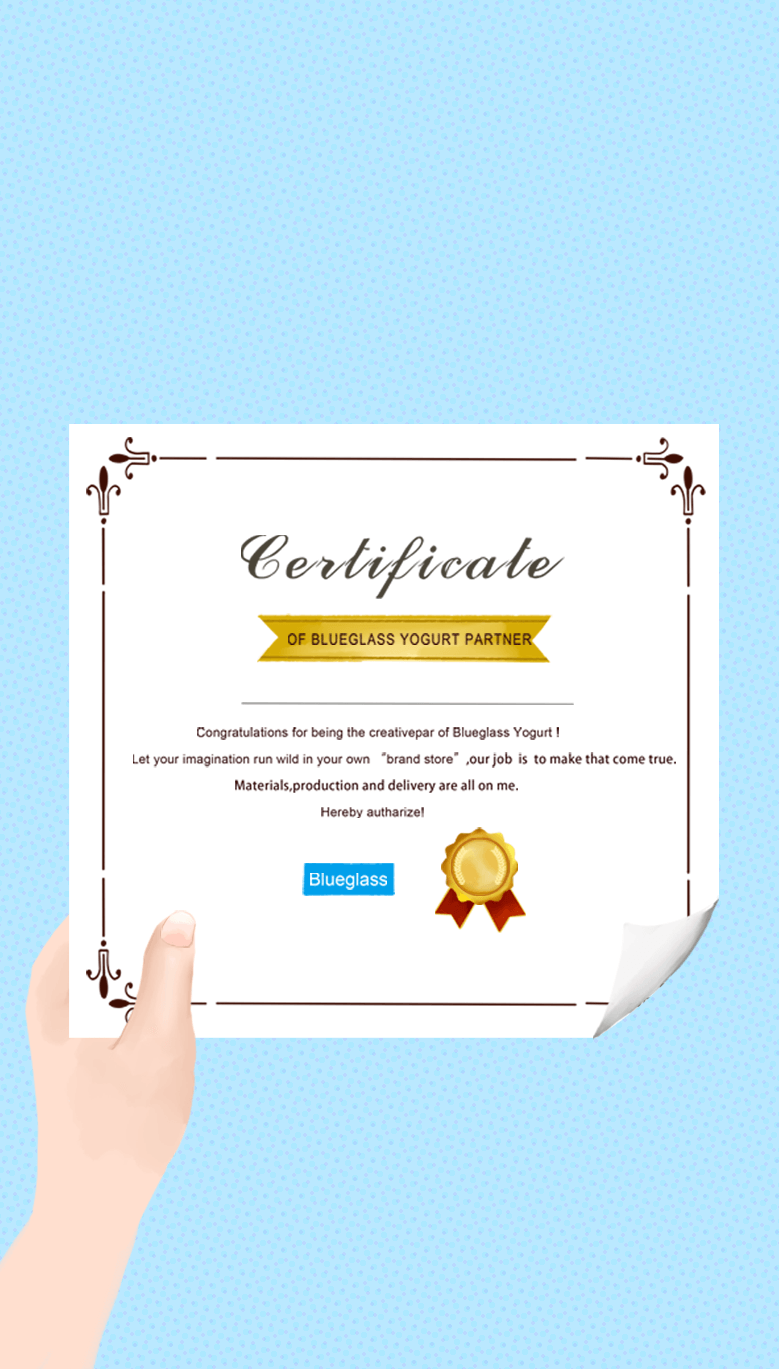 Certificate
OF BLUEGLASS YOGURT PARTNER
Congratulations for being the creativepar of Blueglass Yogurt !
Let your imagination run wild in your own “brand store” ,our job is to make that come true.
Materials,production and delivery are all on me.
Hereby autharize!
Blueglass